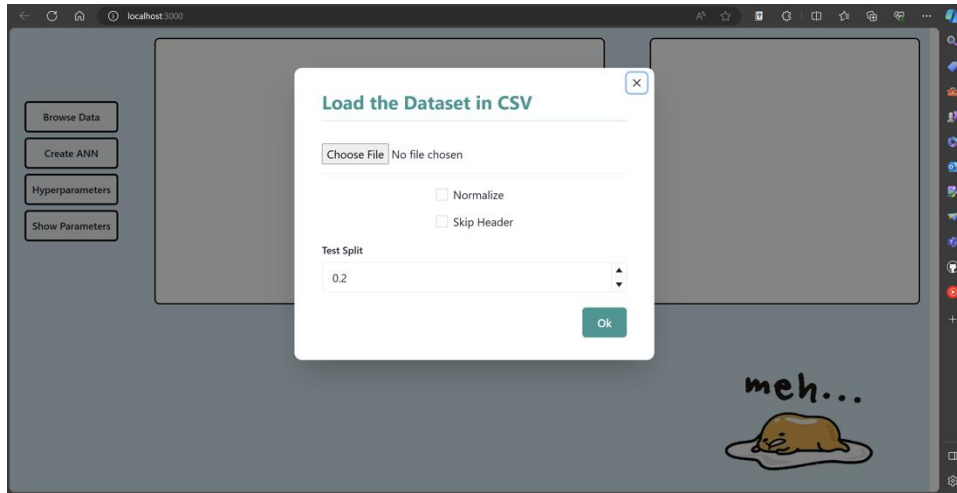 localhost:3000
Load the Dataset in CSV
Choose File No file chosen
Normalize
Skip Header
Test Split
0.2
Ok
Browse Data
Create ANN
Hyperparameters
Show Parameters
meh...